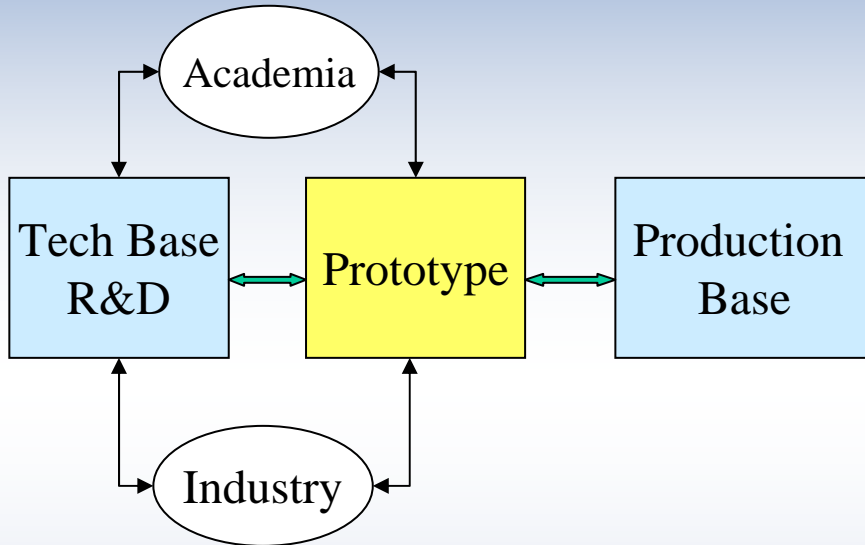 Academia
Tech Base
R&D
Prototype
Production
Base
Industry